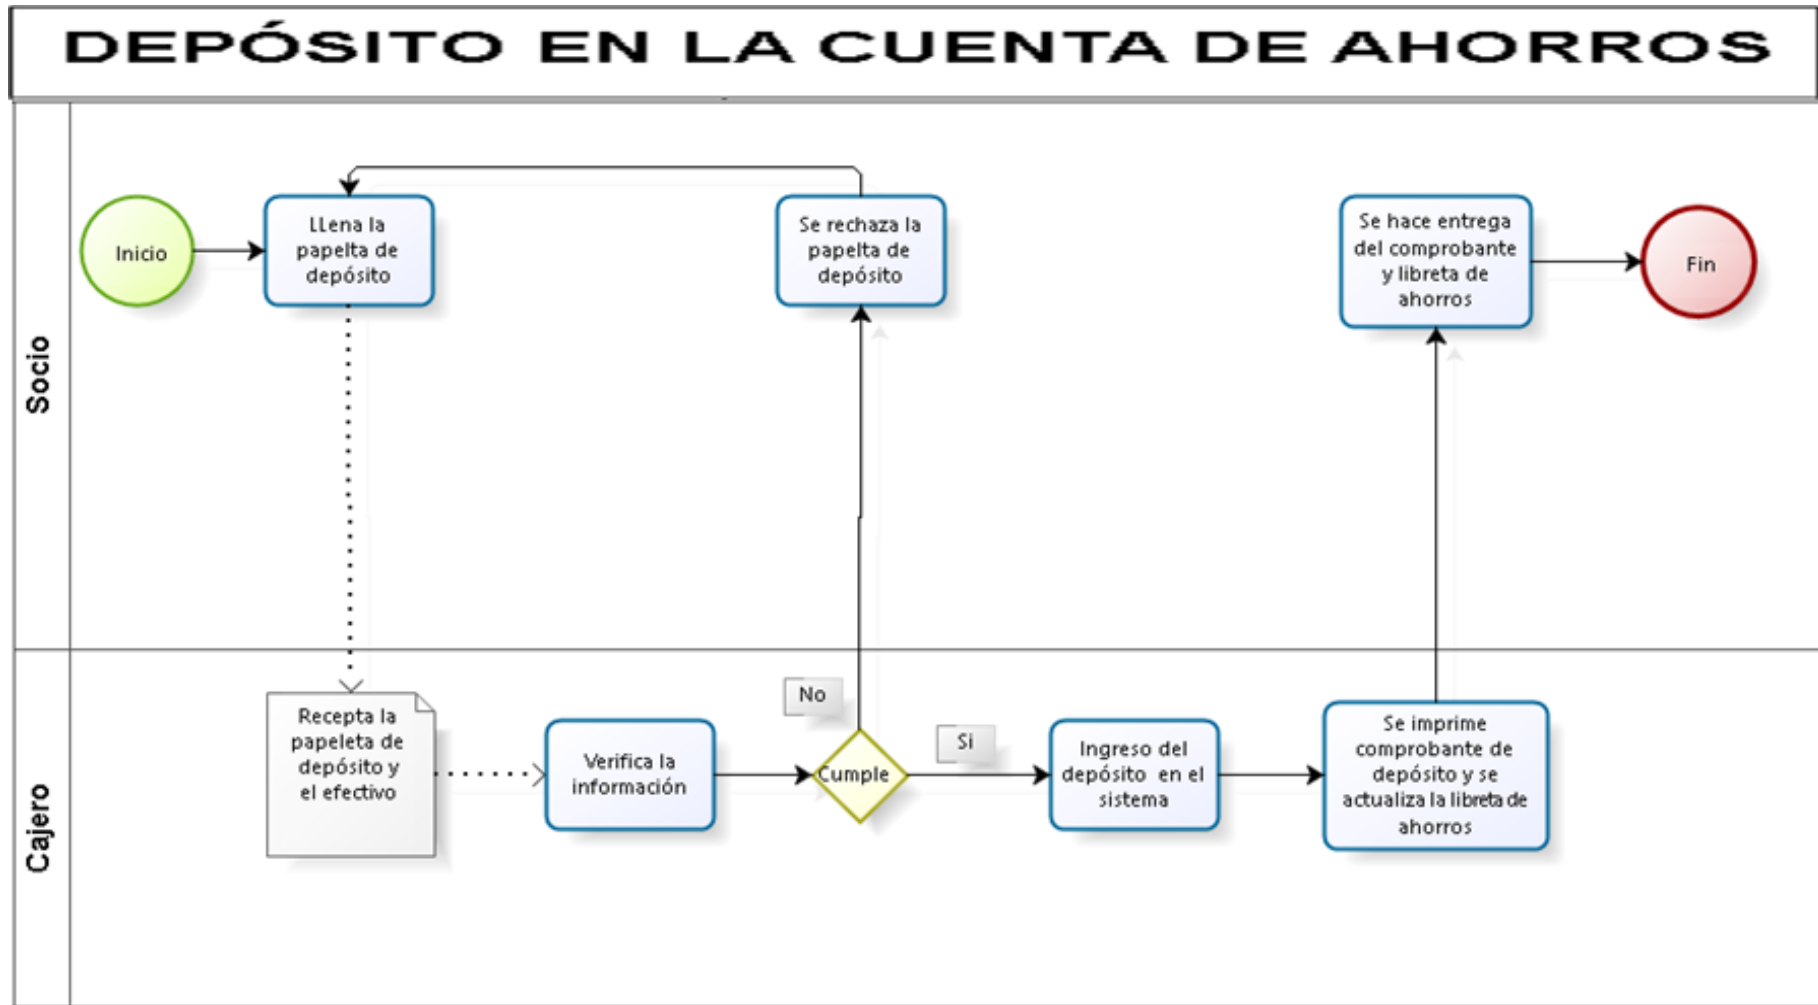 DEPÓSITO EN LA CUENTA DE AHORROS
Socio
Inicio
LLena la
papelta de
depósito
Se rechaza la
papelta de
depósito
Se hace entrega
del comprobante
y libreta de
ahorros
Fin
Cajero
Recepta la
papeleta de
depósito y
el efectivo
Verifica la
información
Cumple
No
Si
Ingreso del
depósito en el
sistema
Se imprime
comprobante de
depósito y se
actualiza la libreta de
ahorros